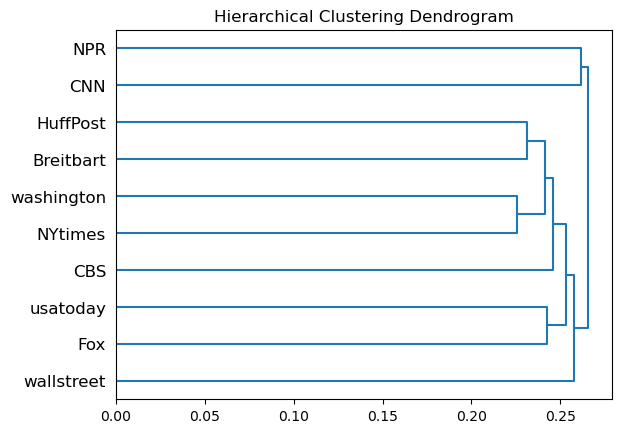 Hierarchical Clustering Dendrogram
NPR
CNN
HuffPost
Breitbart
washington
NYtimes
CBS
usatoday
Fox
wallstreet
0.00 0.05 0.10 0.15 0.20 0.25